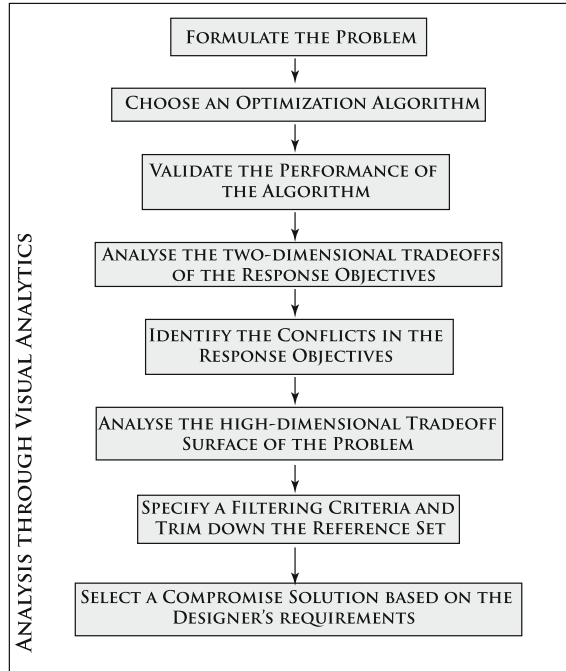 FORMULATE THE PROBLEM
CHOOSE AN OPTIMIZATION ALGORITHM
VALIDATE THE PERFORMANCE OF
THE ALGORITHM
ANALYSE THE TWO-DIMENSIONAL TRADEOFFS
OF THE RESPONSE OBJECTIVES
IDENTIFY THE CONFLICTS IN THE
RESPONSE OBJECTIVES
ANALYSE THE HIGH-DIMENSIONAL TRADEOFF
SURFACE OF THE PROBLEM
SPECIFY A FILTERING CRITERIA AND
TRIM DOWN THE REFERENCE SET
SELECT A COMPROMISE SOLUTION BASED ON THE
DESIGNER'S REQUIREMENTS
ANALYSIS THROUGH VISUAL ANALYTICS